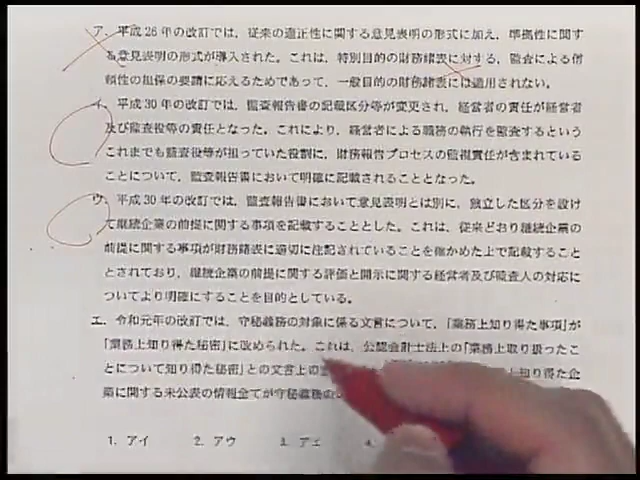 ア．平成26年の改訂では，従来の適正性に関する意見表明の形式に加え，準拠性に関す
る意見表明の形式が導入された。これは，特別目的の財務諸表に対する，監査による信
頼性の担保の要請に応えるためであって，一般目的の財務諸表には適用されない。
イ．平成30年の改訂では，監査報告書の記載区分等が変更され，経営者の責任が経営者
及び監査役等の責任となった。これにより，経営者による職務の執行を監査するという
これまでも監査役等が担っていた役割に，財務報告プロセスの監視責任が含まれている
ことについて，監査報告書において明確に記載されることとなった。
ウ．平成30年の改訂では，監査報告書において意見表明とは別に，独立した区分を設け
て継続企業の前提に関する事項を記載することとした。これは，従来どおり継続企業の
前提に関する事項が財務諸表に適切に注記されていることを確かめた上で記載すること
とされており，継続企業の前提に関する評価と開示に関する経営者及び監査人の対応に
ついてより明確にすることを目的としている。
エ．令和元年の改訂では，守秘義務の対象に係る文言について，「業務上知り得た事項」が
「業務上知り得た秘密」に改められた。これは，公認会計士法上の「業務上取り扱ったこ
とについて知り得た秘密」との文言上の 知り得た企
業に関する未公表の情報全てが守秘義務の
1．アイ 2．アウ 3．アエ 4．